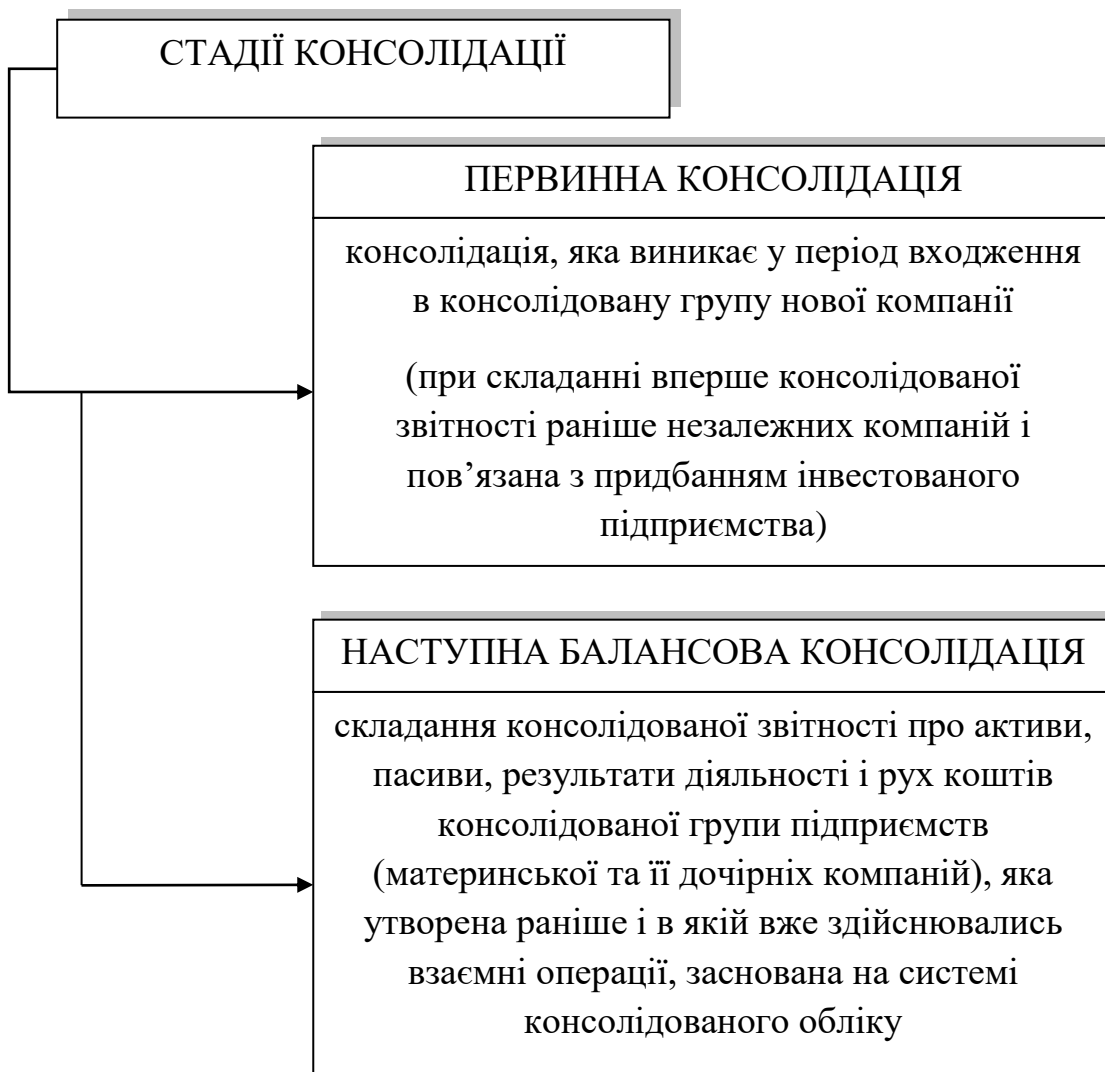 СТАДІЇ КОНСОЛІДАЦІЇ
ПЕРВИННА КОНСОЛІДАЦІЯ
консолідація, яка виникає у період входження
в консолідовану групу нової компанії
(при складанні вперше консолідованої
звітності раніше незалежних компаній і
пов’язана з придбанням інвестованого
підприємства)
НАСТУПНА БАЛАНСОВА КОНСОЛІДАЦІЯ
складання консолідованої звітності про активи,
пасиви, результати діяльності і рух коштів
консолідованої групи підприємств
(материнської та її дочірніх компаній), яка
утворена раніше і в якій вже здійснювались
взаємні операції, заснована на системі
консолідованого обліку